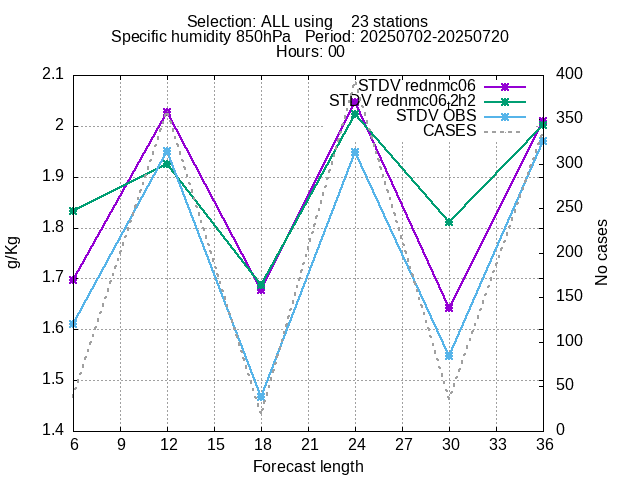 Selection: ALL using    23 stations
Specific humidity 850hPa   Period: 20250702-20250720
Hours: 00
STDV rednmc06
STDV rednmc06.2h2
STDV OBS
CASES
g/Kg
2.1
2
1.9
1.8
1.7
1.6
1.5
1.4
No cases
400
350
300
250
200
150
100
50
0
6 9 12 15 18 21 24 27 30 33 36
Forecast length